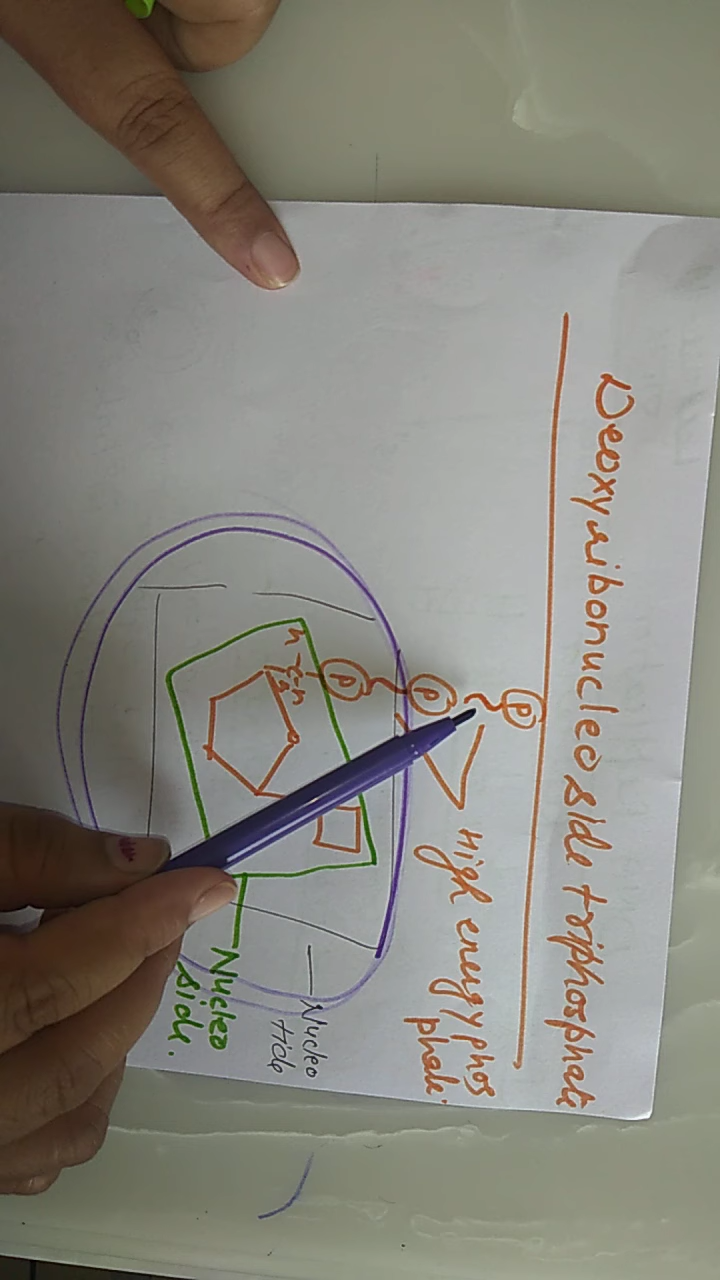 Deoxyribonucleoside triphosphate
P
P
P
High energy phos
phate
H
C
H
O
Nucleo
tide
Nucleo
side.